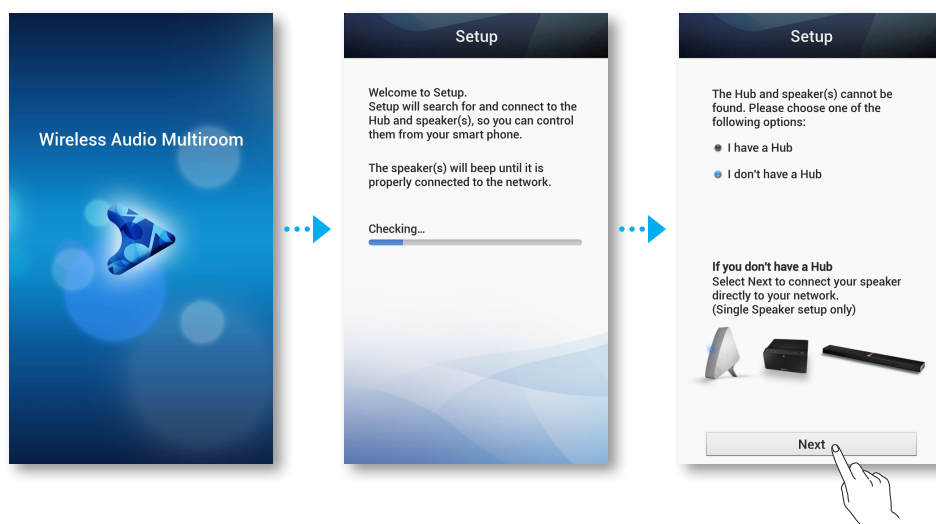 Wireless Audio Multiroom
Setup
Welcome to Setup.
Setup will search for and connect to the
Hub and speaker(s), so you can control
them from your smart phone.
The speaker(s) will beep until it is
properly connected to the network.
Checking...
Setup
The Hub and speaker(s) cannot be
found. Please choose one of the
following options:
I have a Hub
I don't have a Hub
If you don't have a Hub
Select Next to connect your speaker
directly to your network.
(Single Speaker setup only)
Next